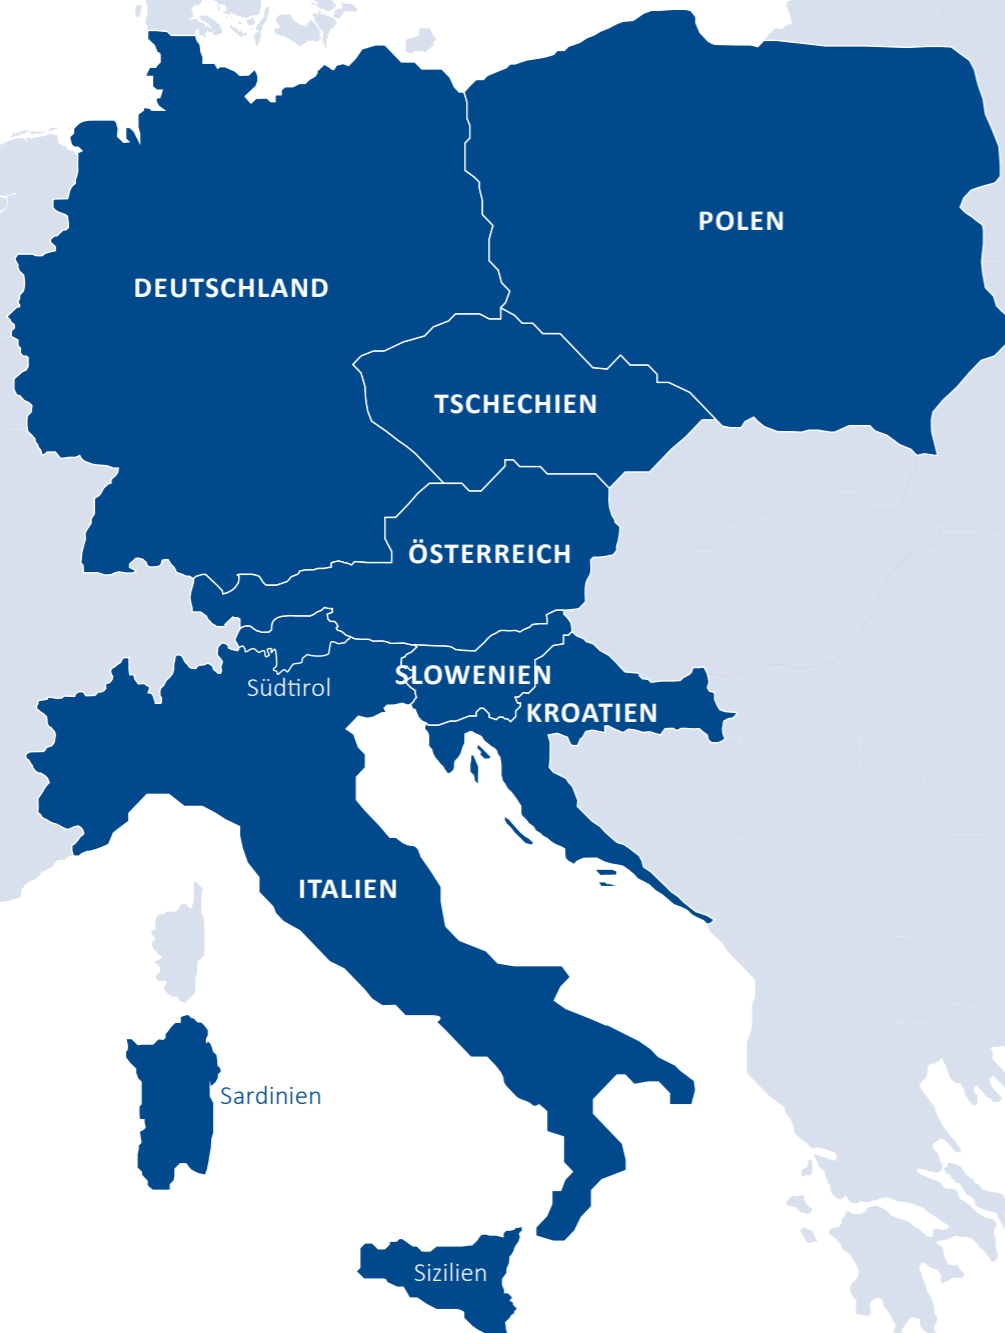 POLEN
DEUTSCHLAND
TSCHECHIEN
ÖSTERREICH
SLOWENIEN
Südtirol
KROATIEN
ITALIEN
Sardinien
Sizilien